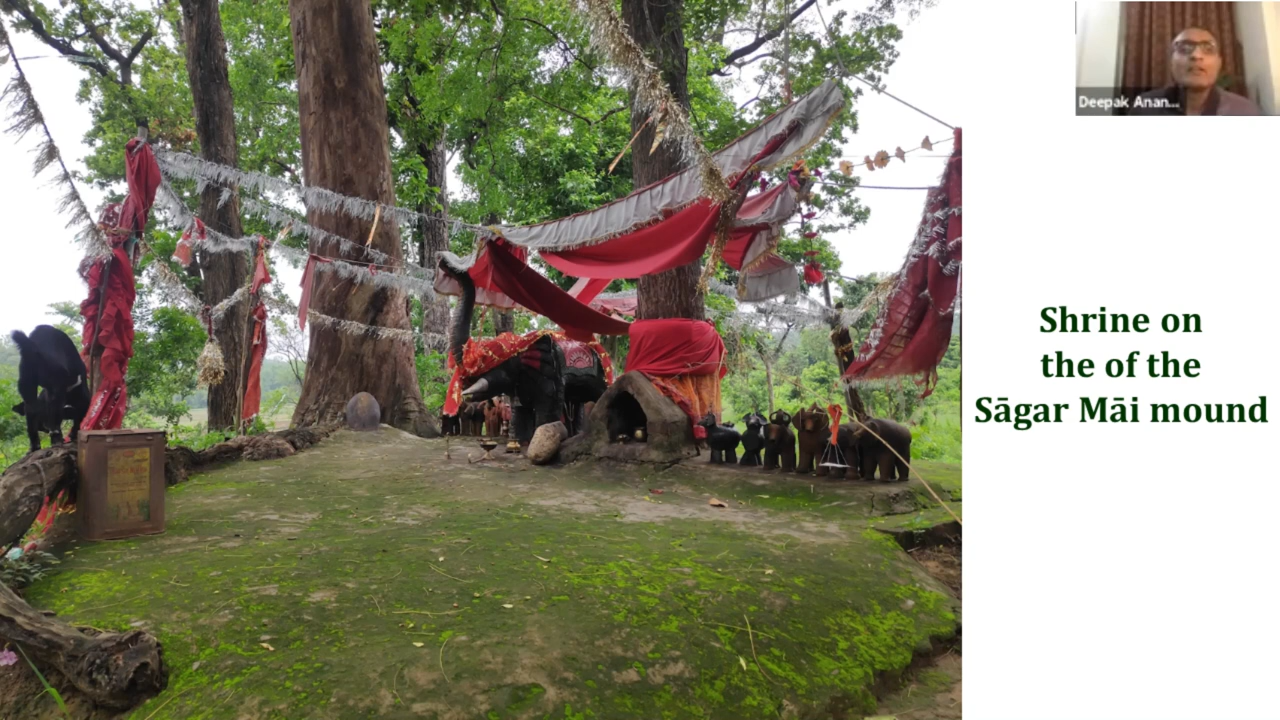 Deepak Anan...
Shrine on
the of the
Sāgar Māi mound